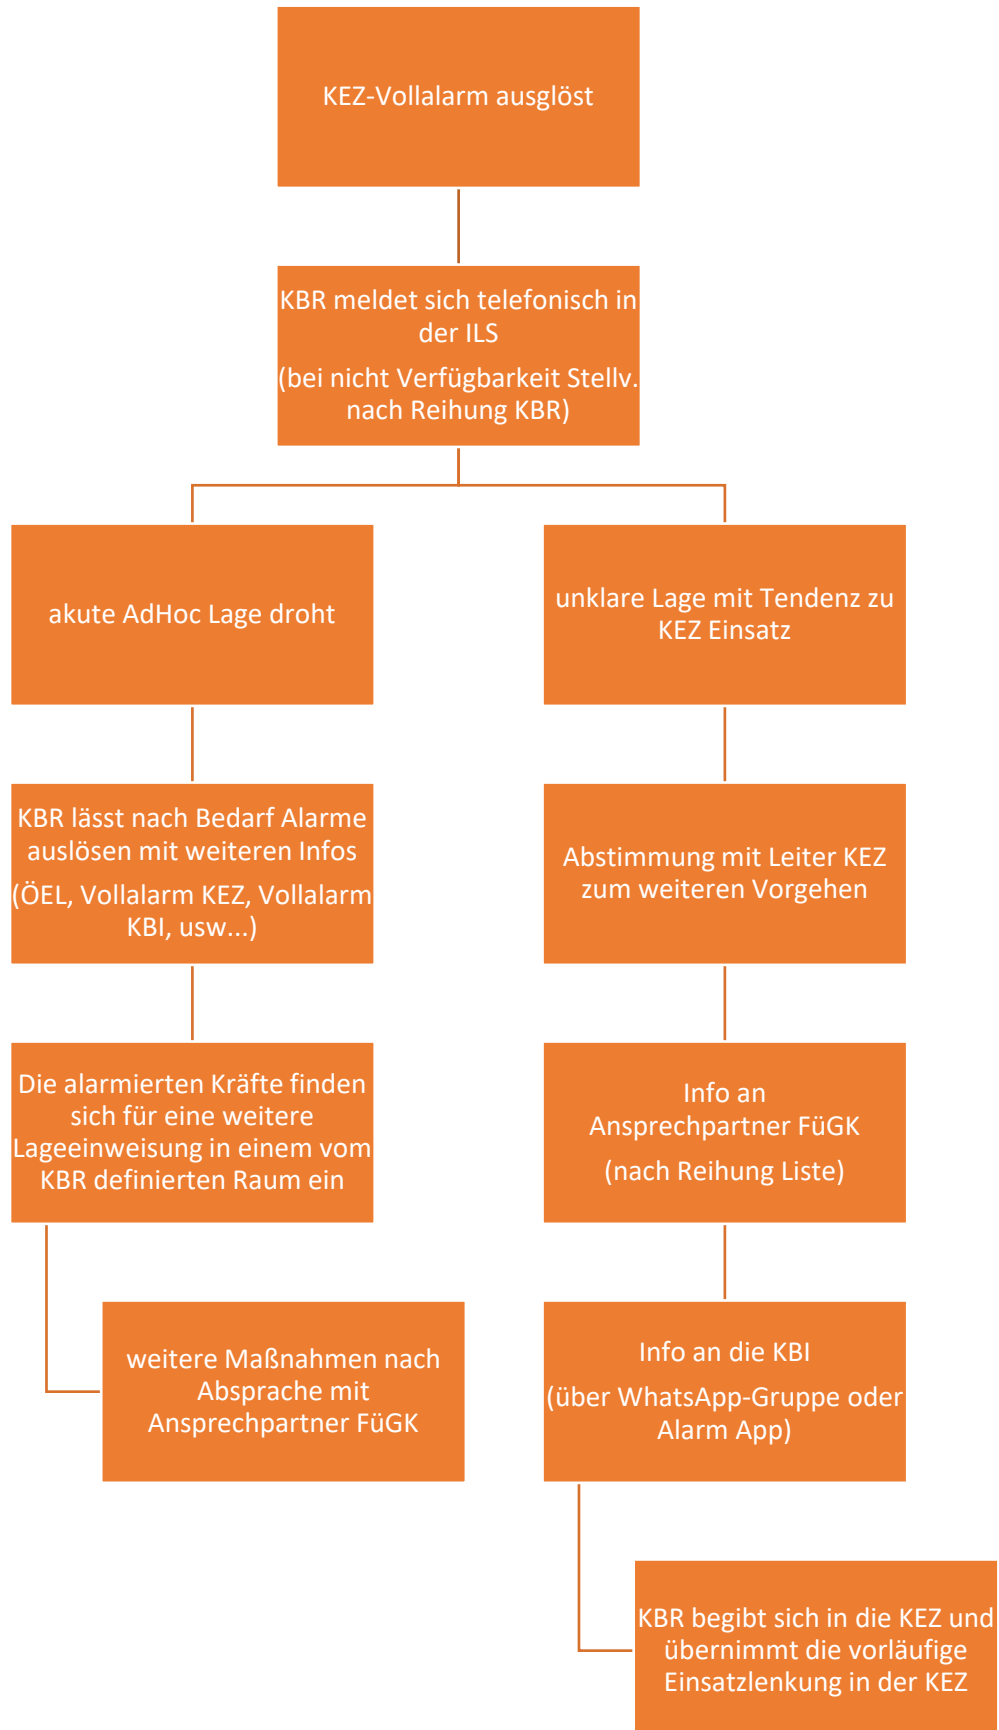 KEZ-Vollalarm ausglöst
KBR meldet sich telefonisch in
der ILS
(bei nicht Verfügbarkeit Stellv.
nach Reihung KBR)
akute AdHoc Lage droht
KBR lässt nach Bedarf Alarme
auslösen mit weiteren Infos
(ÖEL, Vollalarm KEZ, Vollalarm
KBI, usw...)
Die alarmierten Kräfte finden
sich für eine weitere
Lageeinweisung in einem vom
KBR definierten Raum ein
weitere Maßnahmen nach
Absprache mit
Ansprechpartner FüGK
unklare Lage mit Tendenz zu
KEZ Einsatz
Abstimmung mit Leiter KEZ
zum weiteren Vorgehen
Info an
Ansprechpartner FüGK
(nach Reihung Liste)
Info an die KBI
(über WhatsApp-Gruppe oder
Alarm App)
KBR begibt sich in die KEZ und
übernimmt die vorläufige
Einsatzlenkung in der KEZ